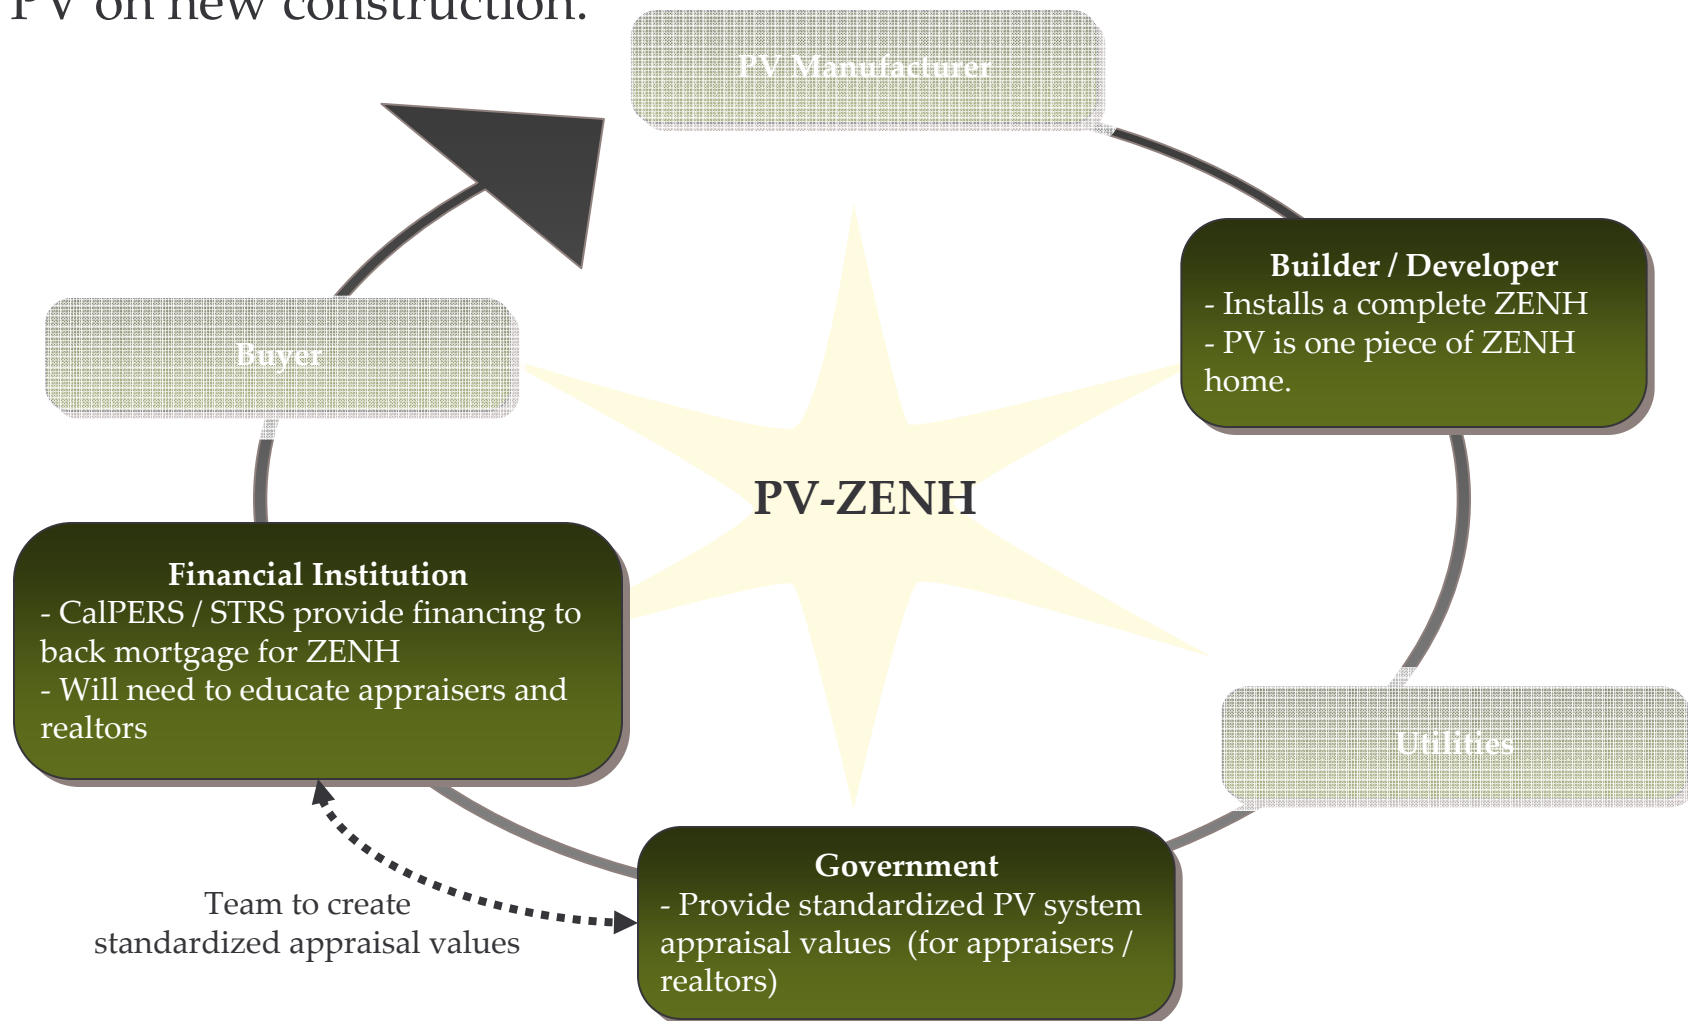 PV on new construction.
PV Manufacturer
Builder / Developer
- Installs a complete ZENH
- PV is one piece of ZENH
home.
Buyer
PV-ZENH
Financial Institution
- CalPERS / STRS provide financing to
back mortgage for ZENH
- Will need to educate appraisers and
realtors
Utilities
Government
- Provide standardized PV system
appraisal values  (for appraisers /
realtors)
Team to create
standardized appraisal values